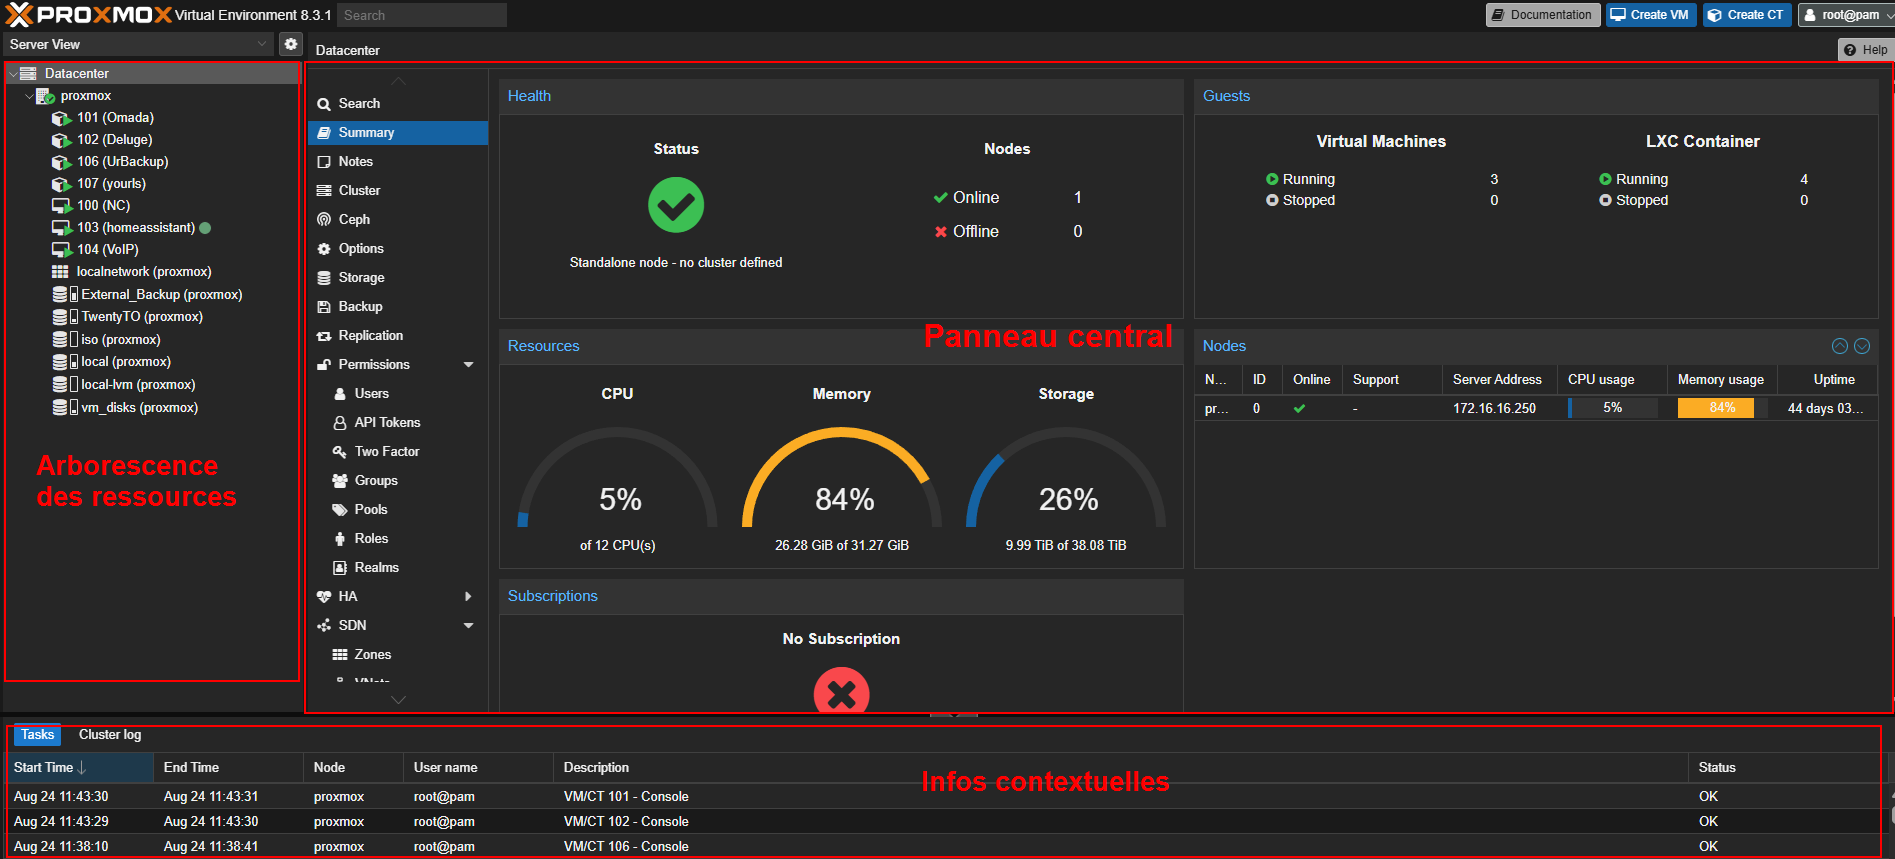 PROXMOX Virtual Environment 8.3.1 Search Documentation Create VM Create CT root@pam
Server View
Datacenter
Help
Datacenter
proxmox
101 (Omada)
102 (Deluge)
106 (UrBackup)
107 (yourls)
100 (NC)
103 (homeassistant)
104 (VoIP)
localnetwork (proxmox)
External_Backup (proxmox)
TwentyTO (proxmox)
iso (proxmox)
local (proxmox)
local-lvm (proxmox)
vm_disks (proxmox)
Arborescence
des ressources
Search
Summary
Notes
Cluster
Ceph
Options
Storage
Backup
Replication
Permissions
Users
API Tokens
Two Factor
Groups
Pools
Roles
Realms
HA
SDN
Zones
VNets
Health
Status
Nodes
Online 1
Offline 0
Standalone node - no cluster defined
Guests
Virtual Machines
Running 3
Stopped 0
LXC Container
Running 4
Stopped 0
Panneau central
Resources
CPU
5%
of 12 CPU(s)
Memory
84%
26.28 GiB of 31.27 GiB
Storage
26%
9.99 TiB of 38.08 TiB
Nodes
N... ID Online Support Server Address CPU usage Memory usage Uptime
pr... 0 - 172.16.16.250 5% 84% 44 days 03...
Subscriptions
No Subscription
Tasks Cluster log
Start Time End Time Node User name Description Status
Infos contextuelles
Aug 24 11:43:30 Aug 24 11:43:31 proxmox root@pam VM/CT 101 - Console OK
Aug 24 11:43:29 Aug 24 11:43:30 proxmox root@pam VM/CT 102 - Console OK
Aug 24 11:38:10 Aug 24 11:38:41 proxmox root@pam VM/CT 106 - Console OK